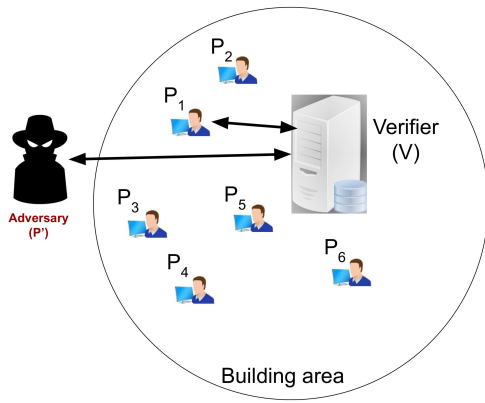 P2
P1
Verifier
(V)
Adversary
(P')
P3
P5
P4
P6
Building area